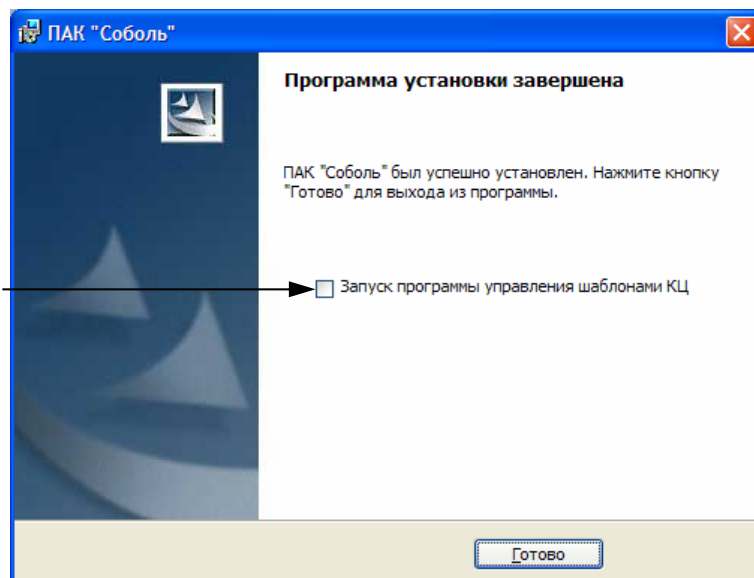 ПАК "Соболь"
Программа установки завершена
ПАК "Соболь" был успешно установлен. Нажмите кнопку
"Готово" для выхода из программы.
Запуск программы управления шаблонами КЦ
Готово